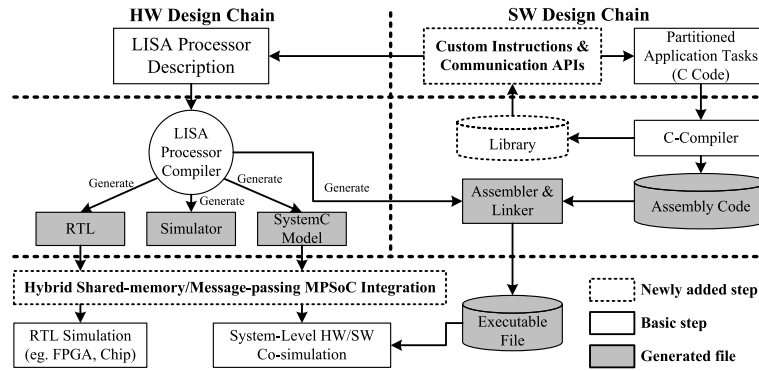 HW Design Chain
SW Design Chain
LISA Processor
Description
Custom Instructions &
Communication APIs
Partitioned
Application Tasks
(C Code)
LISA
Processor
Compiler
Library
C-Compiler
Generate
Generate
Generate
Generate
RTL
Simulator
SystemC
Model
Assembler &
Linker
Assembly Code
Hybrid Shared-memory/Message-passing MPSoC Integration
RTL Simulation
(eg. FPGA, Chip)
System-Level HW/SW
Co-simulation
Executable
File
Newly added step
Basic step
Generated file